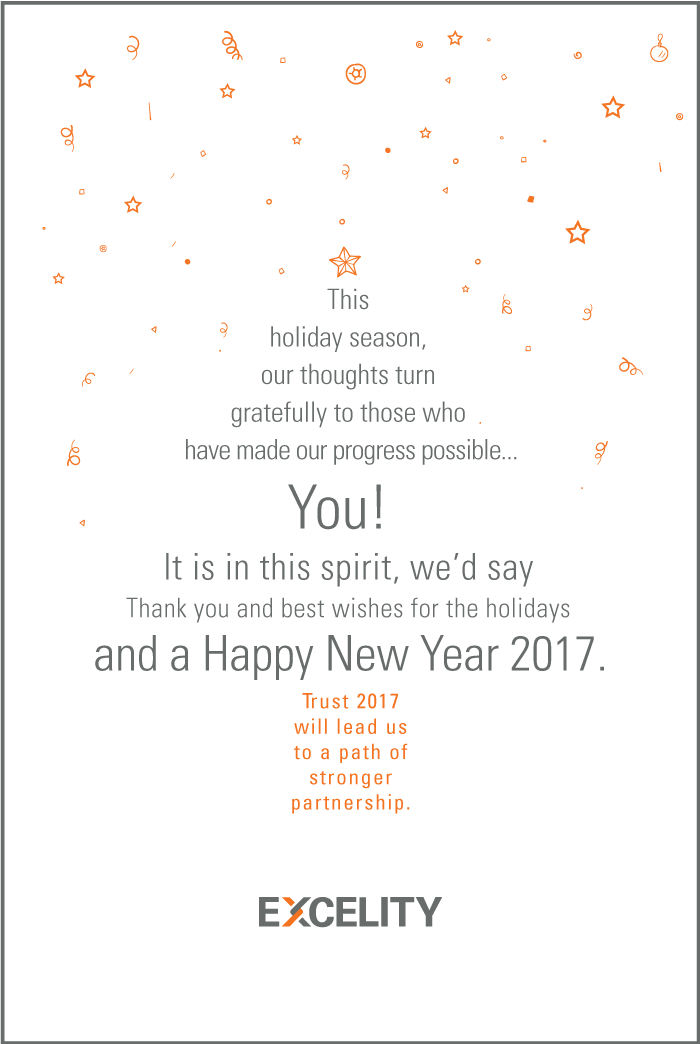 This
holiday season,
our thoughts turn
gratefully to those who
have made our progress possible...
You!
It is in this spirit, we’d say
Thank you and best wishes for the holidays
and a Happy New Year 2017.
Trust 2017
will lead us
to a path of
stronger
partnership.
EXCELITY